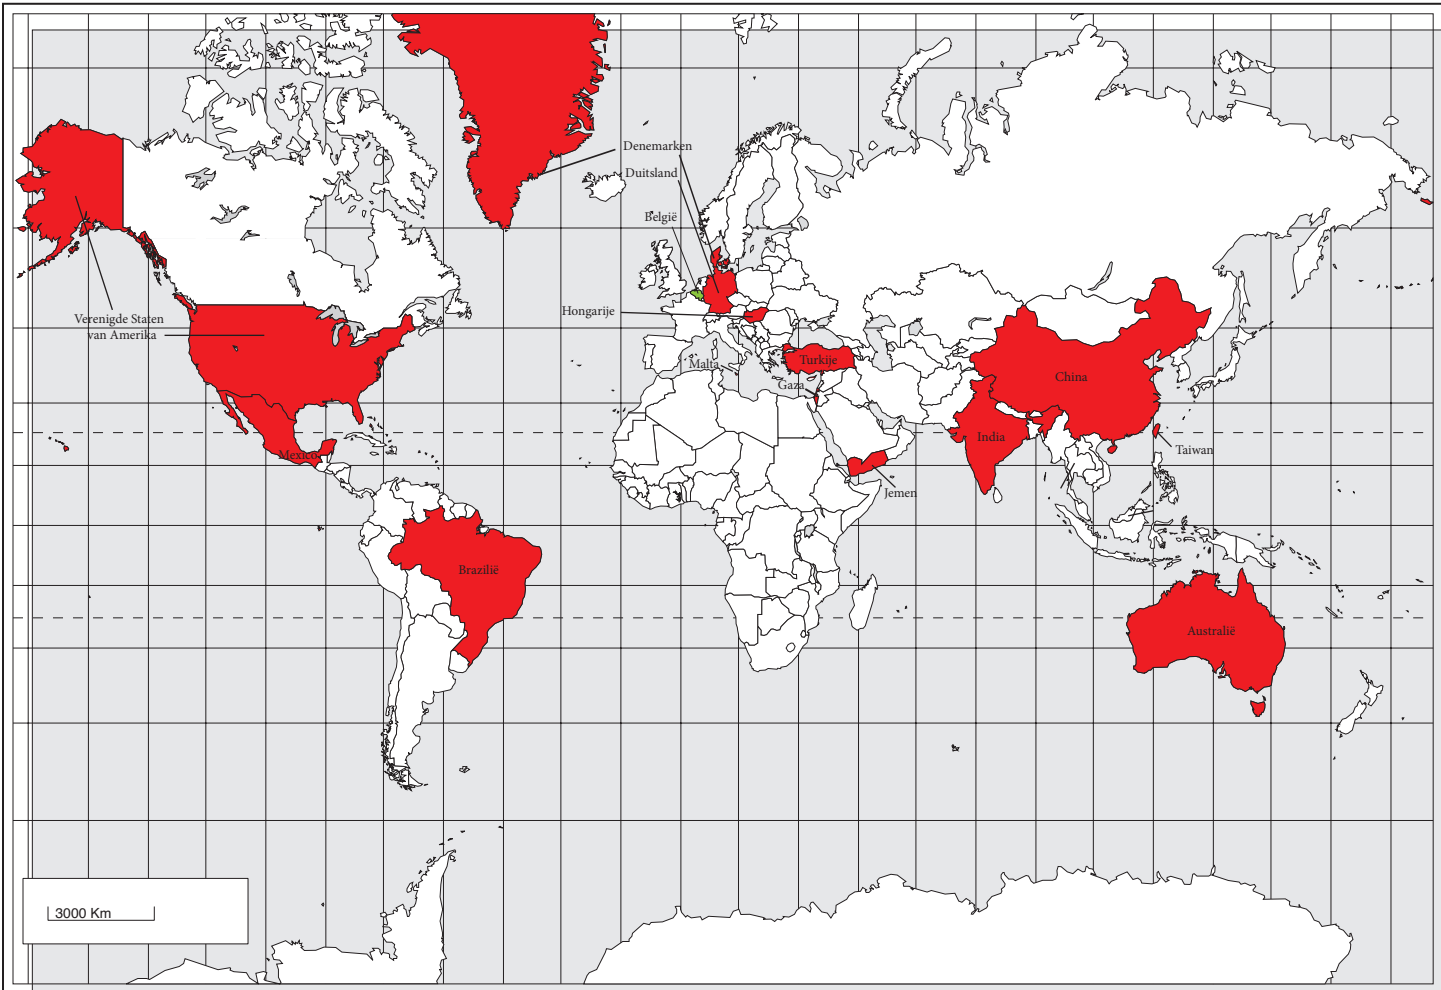 Denemarken
Duitsland
België
Hongarije
Verenigde Staten
van Amerika
Malta
Turkije
Gaza
China
India
Mexico
Taiwan
Jemen
Brazilië
Australië
3000 Km